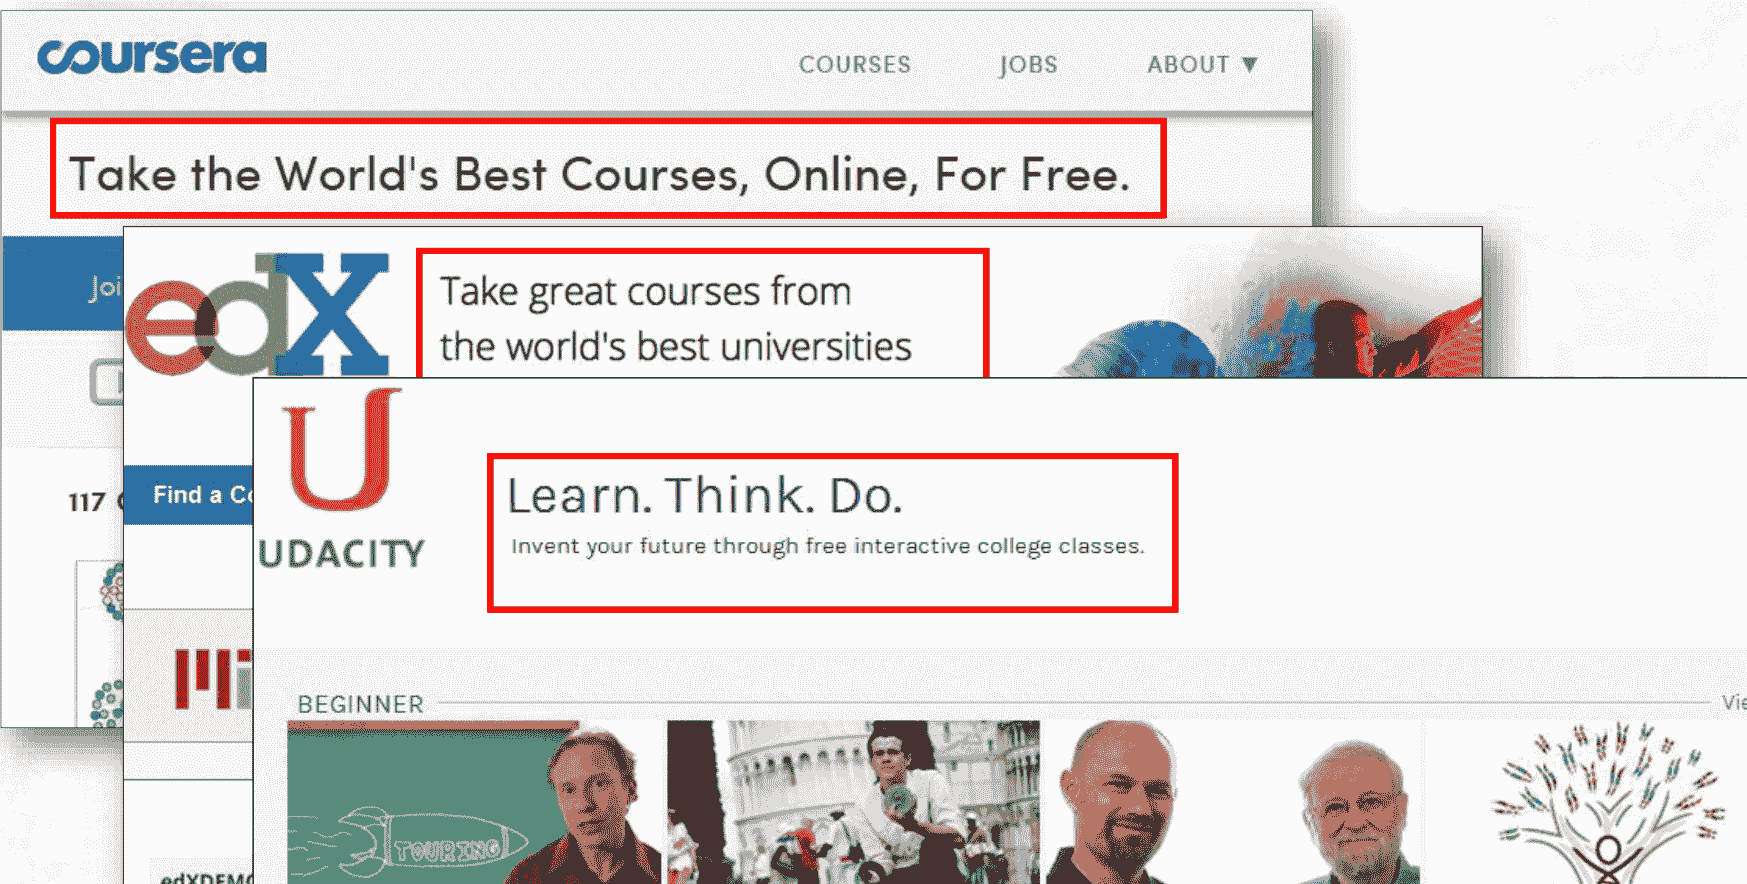 coursera
COURSES JOBS ABOUT ▼
Take the World's Best Courses, Online, For Free.
edX
Take great courses from
the world's best universities
U
UDACITY
Learn. Think. Do.
Invent your future through free interactive college classes.
117
Find a
BEGINNER
TOURING